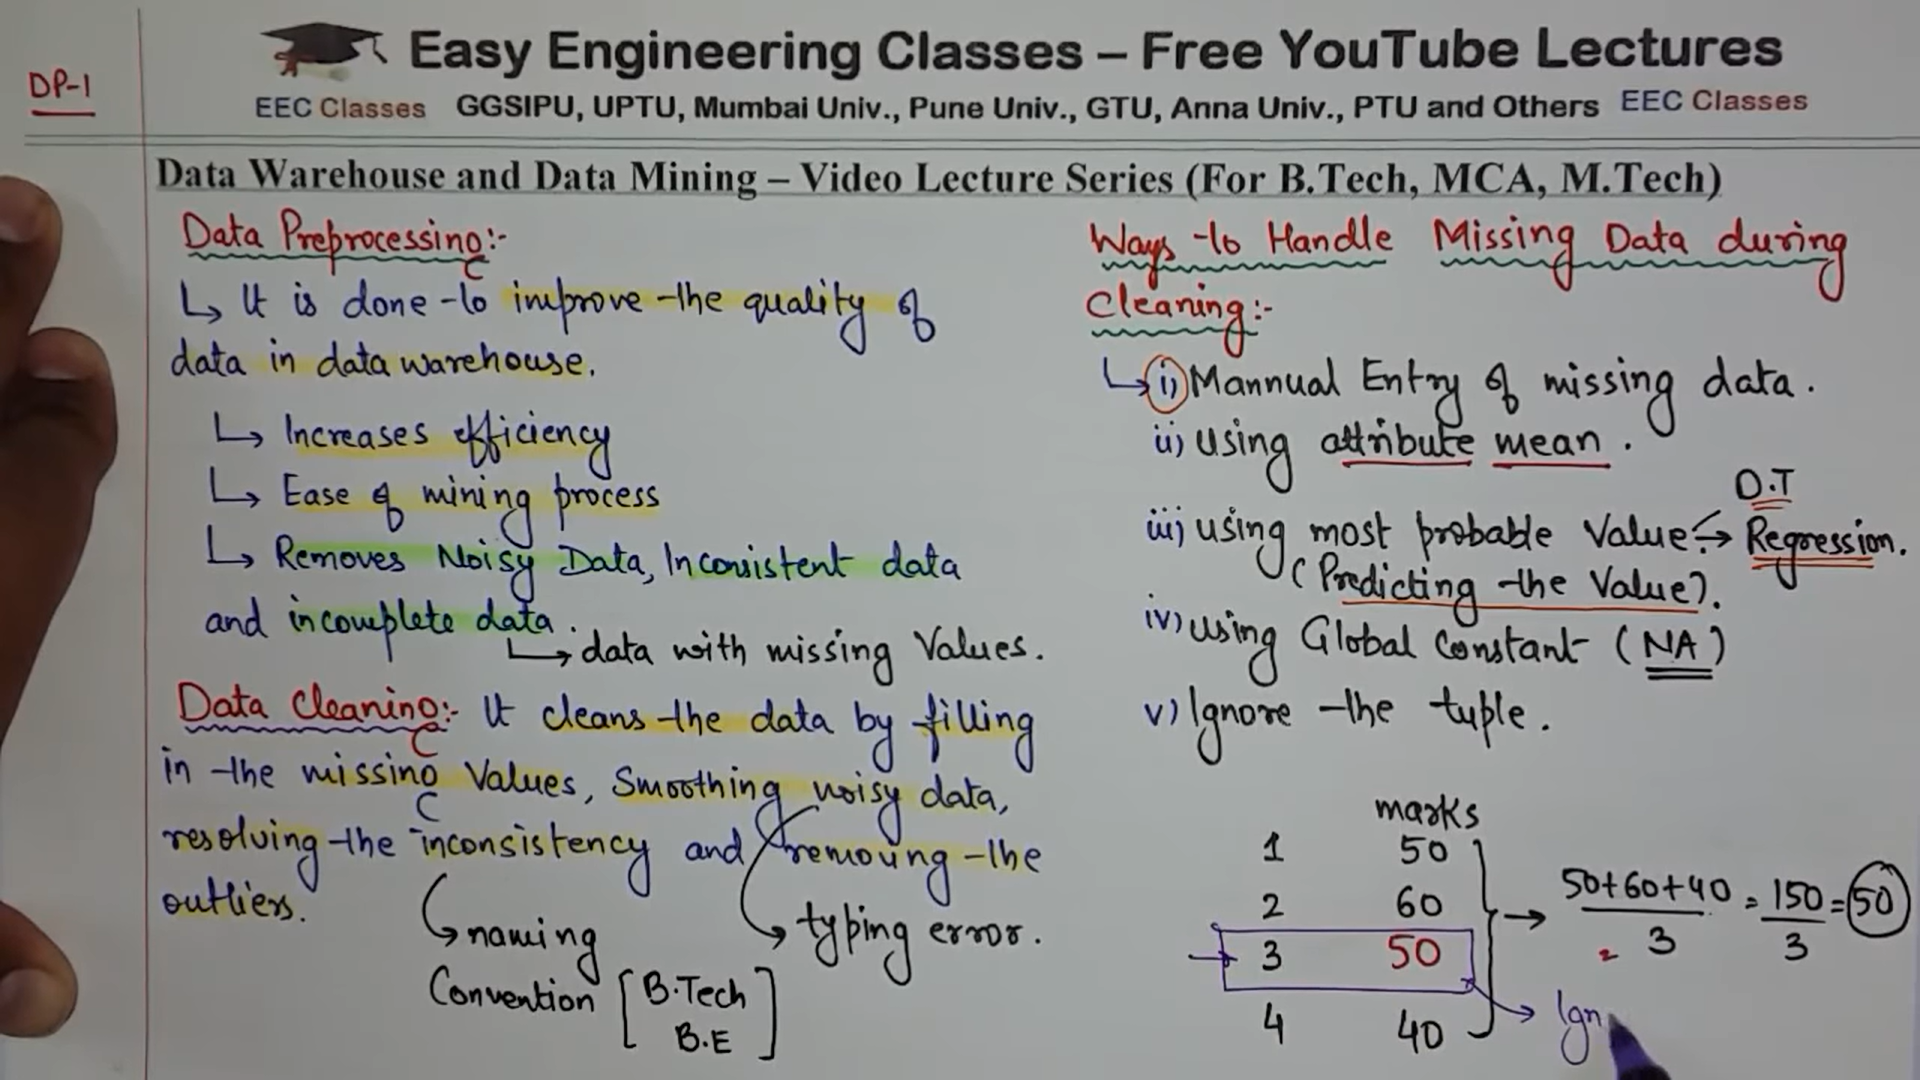 DP-1
Easy Engineering Classes – Free YouTube Lectures
EEC Classes GGSIPU, UPTU, Mumbai Univ., Pune Univ., GTU, Anna Univ., PTU and Others EEC Classes
Data Warehouse and Data Mining – Video Lecture Series (For B.Tech, MCA, M.Tech)
Data Preprocessing:-
↳ It is done to improve the quality of
data in data warehouse.
↳ Increases efficiency
↳ Ease of mining process
↳ Removes Noisy Data, Inconsistent data
and incomplete data.
↳ data with missing Values.
Data Cleaning:- It cleans the data by filling
in the missing Values, Smoothing noisy data,
resolving the inconsistency and removing the
outliers.
naming
Convention [B.Tech
B.E]
typing error.
Ways to Handle Missing Data during
Cleaning:-
↳ i) Mannual Entry of missing data.
ii) Using attribute mean.
D.T
iii) Using most probable Value: → Regression.
(Predicting the Value).
iv) Using Global Constant (NA)
v) Ignore the tuple.
marks
1 50
2 60
3 50
4 40
→ 50+60+40 = 150 = 50
3 3
→ Ign